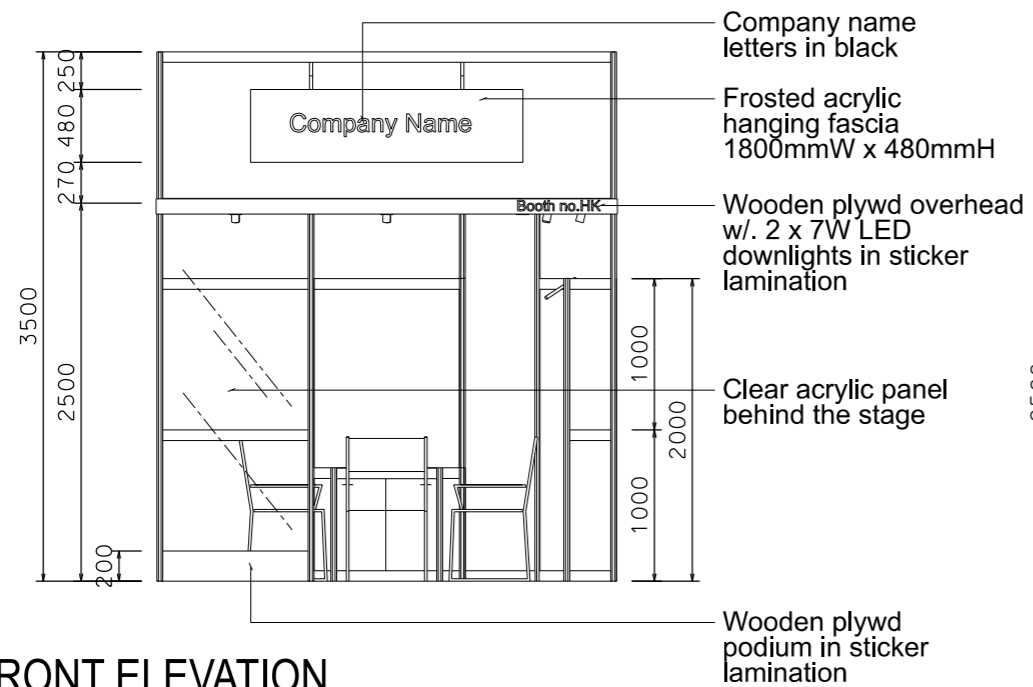 Company name
letters in black
Frosted acrylic
hanging fascia
1800mmW x 480mmH
Wooden plywd overhead
w/. 2 x 7W LED
downlights in sticker
lamination
Clear acrylic panel
behind the stage
Wooden plywd
podium in sticker
lamination
Company Name
Booth no.HK
250
480
270
3500
2500
200
1000
1000
2000
RONT ELEVATION